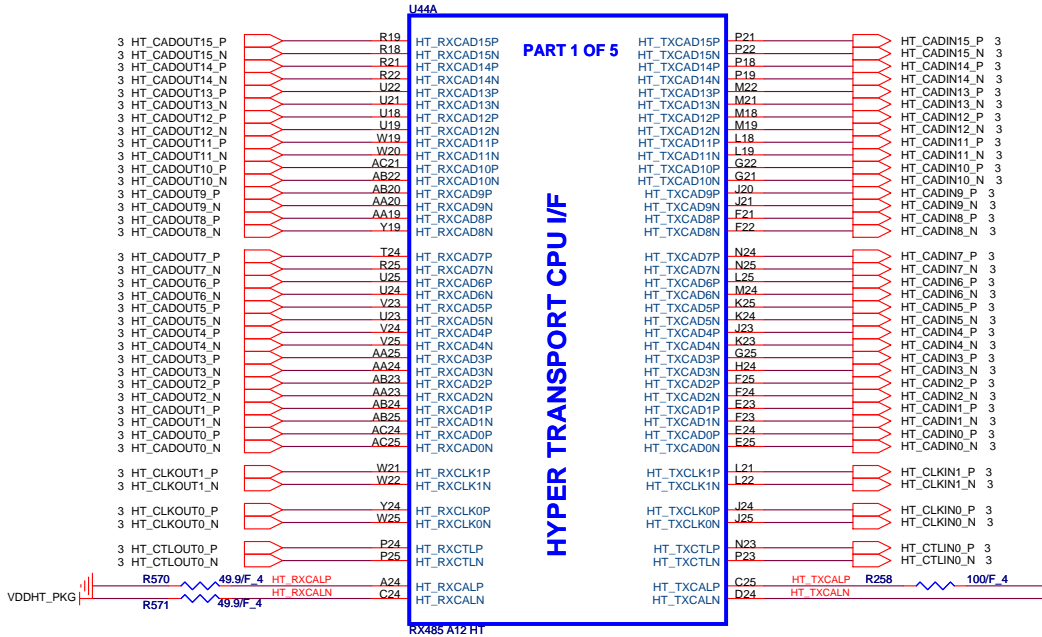 U44A
PART 1 OF 5
HYPER TRANSPORT CPU I/F
3 HT_CADOUT15_P R19 HT_RXCAD15P HT_TXCAD15P P21 HT_CADIN15_P 3
3 HT_CADOUT15_N R18 HT_RXCAD15N HT_TXCAD15N P22 HT_CADIN15_N 3
3 HT_CADOUT14_P R21 HT_RXCAD14P HT_TXCAD14P P18 HT_CADIN14_P 3
3 HT_CADOUT14_N R22 HT_RXCAD14N HT_TXCAD14N P19 HT_CADIN14_N 3
3 HT_CADOUT13_P U22 HT_RXCAD13P HT_TXCAD13P M22 HT_CADIN13_P 3
3 HT_CADOUT13_N U21 HT_RXCAD13N HT_TXCAD13N M21 HT_CADIN13_N 3
3 HT_CADOUT12_P U18 HT_RXCAD12P HT_TXCAD12P M18 HT_CADIN12_P 3
3 HT_CADOUT12_N U19 HT_RXCAD12N HT_TXCAD12N M19 HT_CADIN12_N 3
3 HT_CADOUT11_P W19 HT_RXCAD11P HT_TXCAD11P L18 HT_CADIN11_P 3
3 HT_CADOUT11_N W20 HT_RXCAD11N HT_TXCAD11N L19 HT_CADIN11_N 3
3 HT_CADOUT10_P AC21 HT_RXCAD10P HT_TXCAD10P G22 HT_CADIN10_P 3
3 HT_CADOUT10_N AB22 HT_RXCAD10N HT_TXCAD10N G21 HT_CADIN10_N 3
3 HT_CADOUT9_P AB20 HT_RXCAD9P HT_TXCAD9P J20 HT_CADIN9_P 3
3 HT_CADOUT9_N AA20 HT_RXCAD9N HT_TXCAD9N J21 HT_CADIN9_N 3
3 HT_CADOUT8_P AA19 HT_RXCAD8P HT_TXCAD8P F21 HT_CADIN8_P 3
3 HT_CADOUT8_N Y19 HT_RXCAD8N HT_TXCAD8N F22 HT_CADIN8_N 3
3 HT_CADOUT7_P T24 HT_RXCAD7P HT_TXCAD7P N24 HT_CADIN7_P 3
3 HT_CADOUT7_N R25 HT_RXCAD7N HT_TXCAD7N N25 HT_CADIN7_N 3
3 HT_CADOUT6_P U25 HT_RXCAD6P HT_TXCAD6P L25 HT_CADIN6_P 3
3 HT_CADOUT6_N U24 HT_RXCAD6N HT_TXCAD6N M24 HT_CADIN6_N 3
3 HT_CADOUT5_P V23 HT_RXCAD5P HT_TXCAD5P K25 HT_CADIN5_P 3
3 HT_CADOUT5_N U23 HT_RXCAD5N HT_TXCAD5N K24 HT_CADIN5_N 3
3 HT_CADOUT4_P V24 HT_RXCAD4P HT_TXCAD4P J23 HT_CADIN4_P 3
3 HT_CADOUT4_N V25 HT_RXCAD4N HT_TXCAD4N K23 HT_CADIN4_N 3
3 HT_CADOUT3_P AA25 HT_RXCAD3P HT_TXCAD3P G25 HT_CADIN3_P 3
3 HT_CADOUT3_N AA24 HT_RXCAD3N HT_TXCAD3N H24 HT_CADIN3_N 3
3 HT_CADOUT2_P AB23 HT_RXCAD2P HT_TXCAD2P F25 HT_CADIN2_P 3
3 HT_CADOUT2_N AA23 HT_RXCAD2N HT_TXCAD2N F24 HT_CADIN2_N 3
3 HT_CADOUT1_P AB24 HT_RXCAD1P HT_TXCAD1P E23 HT_CADIN1_P 3
3 HT_CADOUT1_N AB25 HT_RXCAD1N HT_TXCAD1N F23 HT_CADIN1_N 3
3 HT_CADOUT0_P AC24 HT_RXCAD0P HT_TXCAD0P E24 HT_CADIN0_P 3
3 HT_CADOUT0_N AC25 HT_RXCAD0N HT_TXCAD0N E25 HT_CADIN0_N 3
3 HT_CLKOUT1_P W21 HT_RXCLK1P HT_TXCLK1P L21 HT_CLKIN1_P 3
3 HT_CLKOUT1_N W22 HT_RXCLK1N HT_TXCLK1N L22 HT_CLKIN1_N 3
3 HT_CLKOUT0_P Y24 HT_RXCLK0P HT_TXCLK0P J24 HT_CLKIN0_P 3
3 HT_CLKOUT0_N W25 HT_RXCLK0N HT_TXCLK0N J25 HT_CLKIN0_N 3
3 HT_CTLOUT0_P P24 HT_RXCTLP HT_TXCTLP N23 HT_CTLIN0_P 3
3 HT_CTLOUT0_N P25 HT_RXCTLN HT_TXCTLN P23 HT_CTLIN0_N 3
R570 49.9/F_4 HT_RXCALP A24 HT_RXCALP HT_TXCALP C25 HT_TXCALP R258 100/F_4
VDDHT_PKG R571 49.9/F_4 HT_RXCALN C24 HT_RXCALN HT_TXCALN D24 HT_TXCALN
RX485 A12 HT